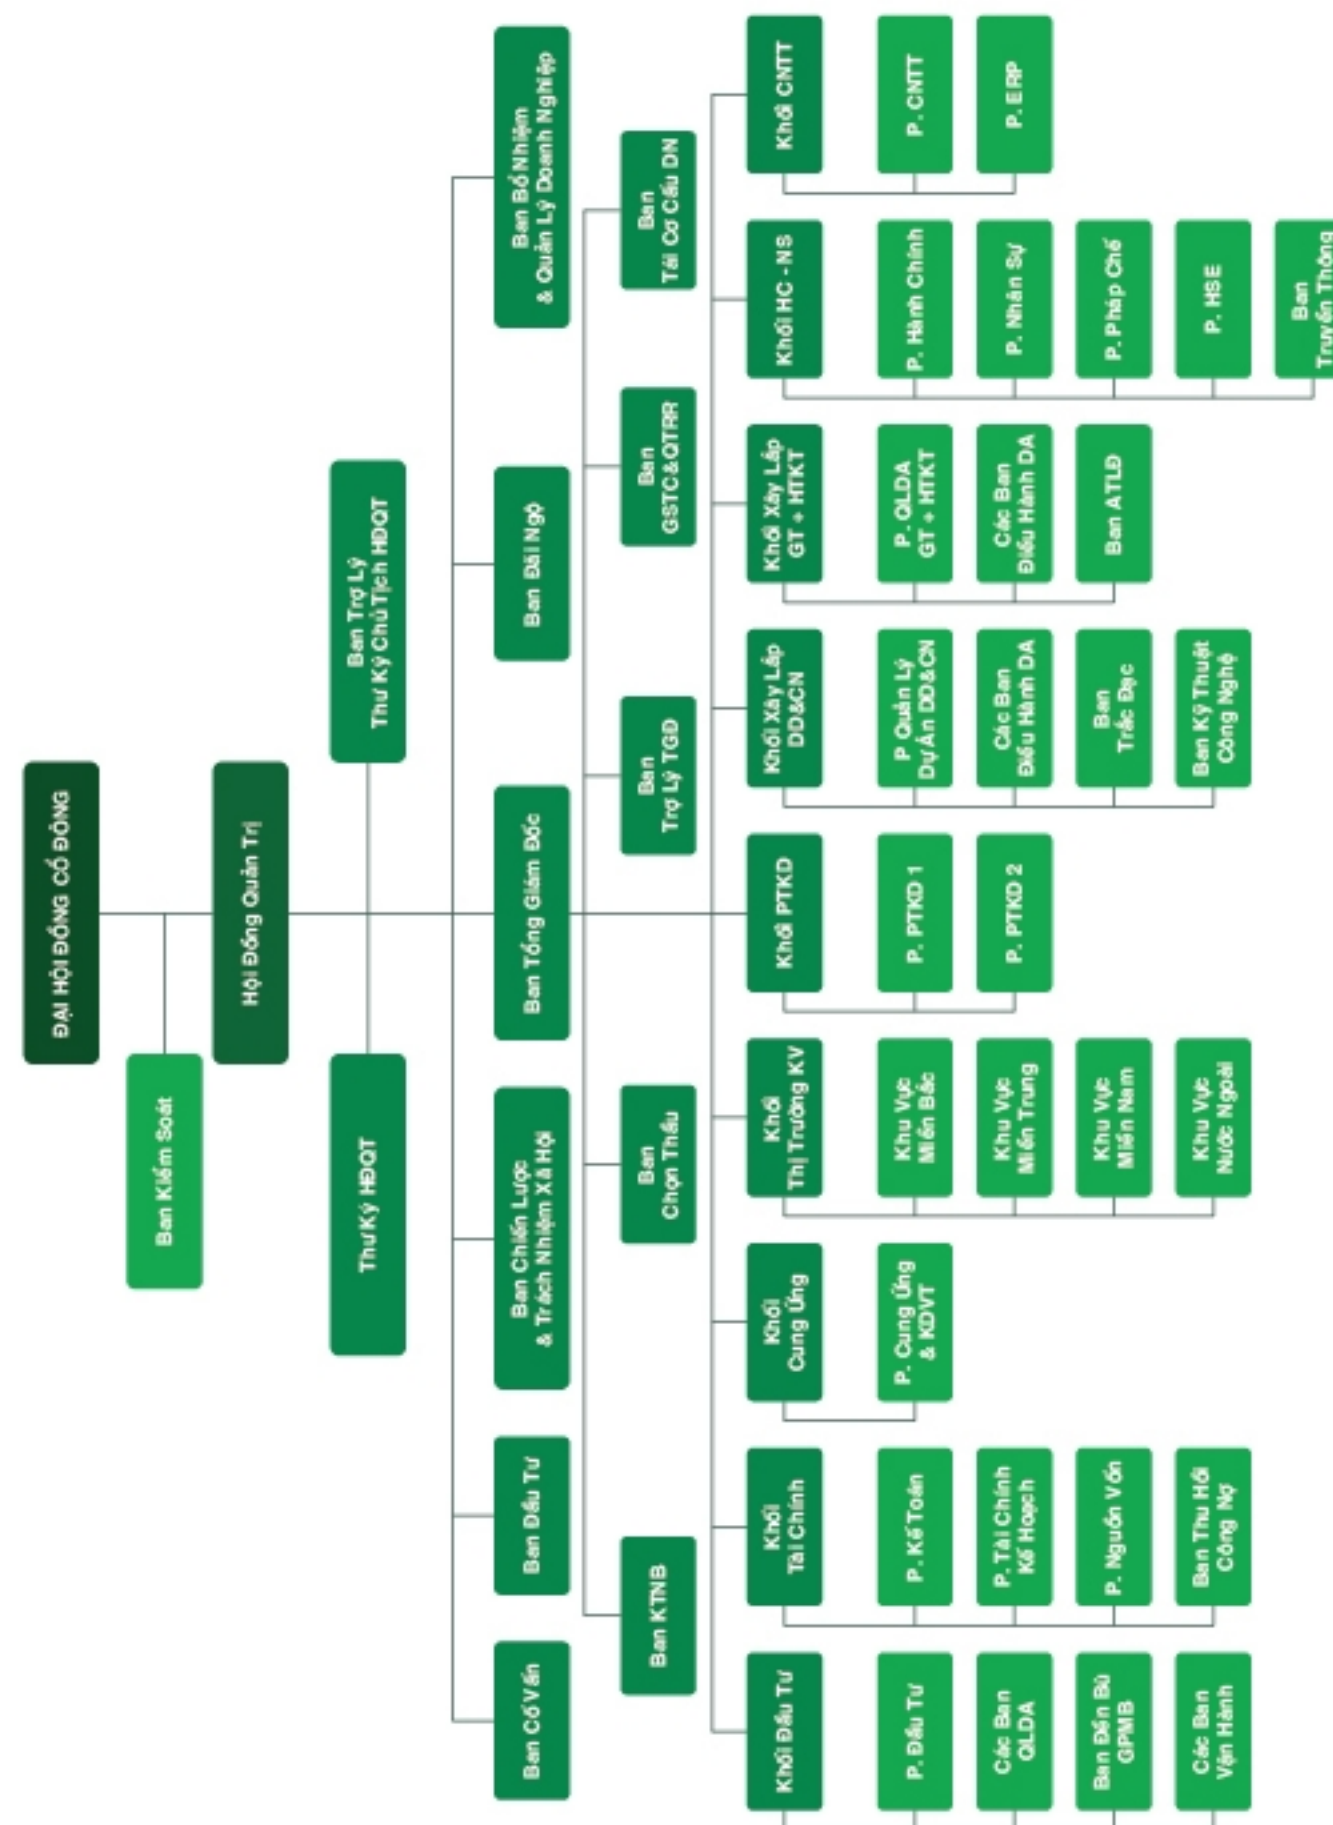 ĐẠI HỘI ĐỒNG CỔ ĐÔNG
Ban Kiểm Soát
Hội Đồng Quản Trị
Thư Ký HĐQT
Ban Trợ Lý
Thư Ký Chủ Tịch HĐQT
Ban Cố Vấn
Ban Đầu Tư
Ban Chiến Lược
& Trách Nhiệm Xã Hội
Ban Tổng Giám Đốc
Ban Đãi Ngộ
Ban Bổ Nhiệm
& Quản Lý Doanh Nghiệp
Ban KTNB
Ban
Chọn Thầu
Ban
Trợ Lý TGĐ
Ban
GSTC&QTRR
Ban
Tái Cơ Cấu DN
Khối Đầu Tư
P. Đầu Tư
Các Ban
QLDA
Ban Đền Bù
GPMB
Các Ban
Vận Hành
Khối
Tài Chính
P. Kế Toán
P. Tài Chính
Kế Hoạch
P. Nguồn Vốn
Ban Thu Hồi
Công Nợ
Khối
Cung Ứng
P. Cung Ứng
& KDVT
Khối
Thị Trường KV
Khu Vực
Miền Bắc
Khu Vực
Miền Trung
Khu Vực
Miền Nam
Khu Vực
Nước Ngoài
Khối PTKD
P. PTKD 1
P. PTKD 2
Khối Xây Lắp
DD&CN
P Quản Lý
Dự Án DD&CN
Các Ban
Điều Hành DA
Ban
Trắc Đạc
Ban Kỹ Thuật
Công Nghệ
Khối Xây Lắp
GT + HTKT
P. QLDA
GT + HTKT
Các Ban
Điều Hành DA
Ban ATLĐ
Khối HC - NS
P. Hành Chính
P. Nhân Sự
P. Pháp Chế
P. HSE
Ban
Truyền Thông
Khối CNTT
P. CNTT
P. ERP